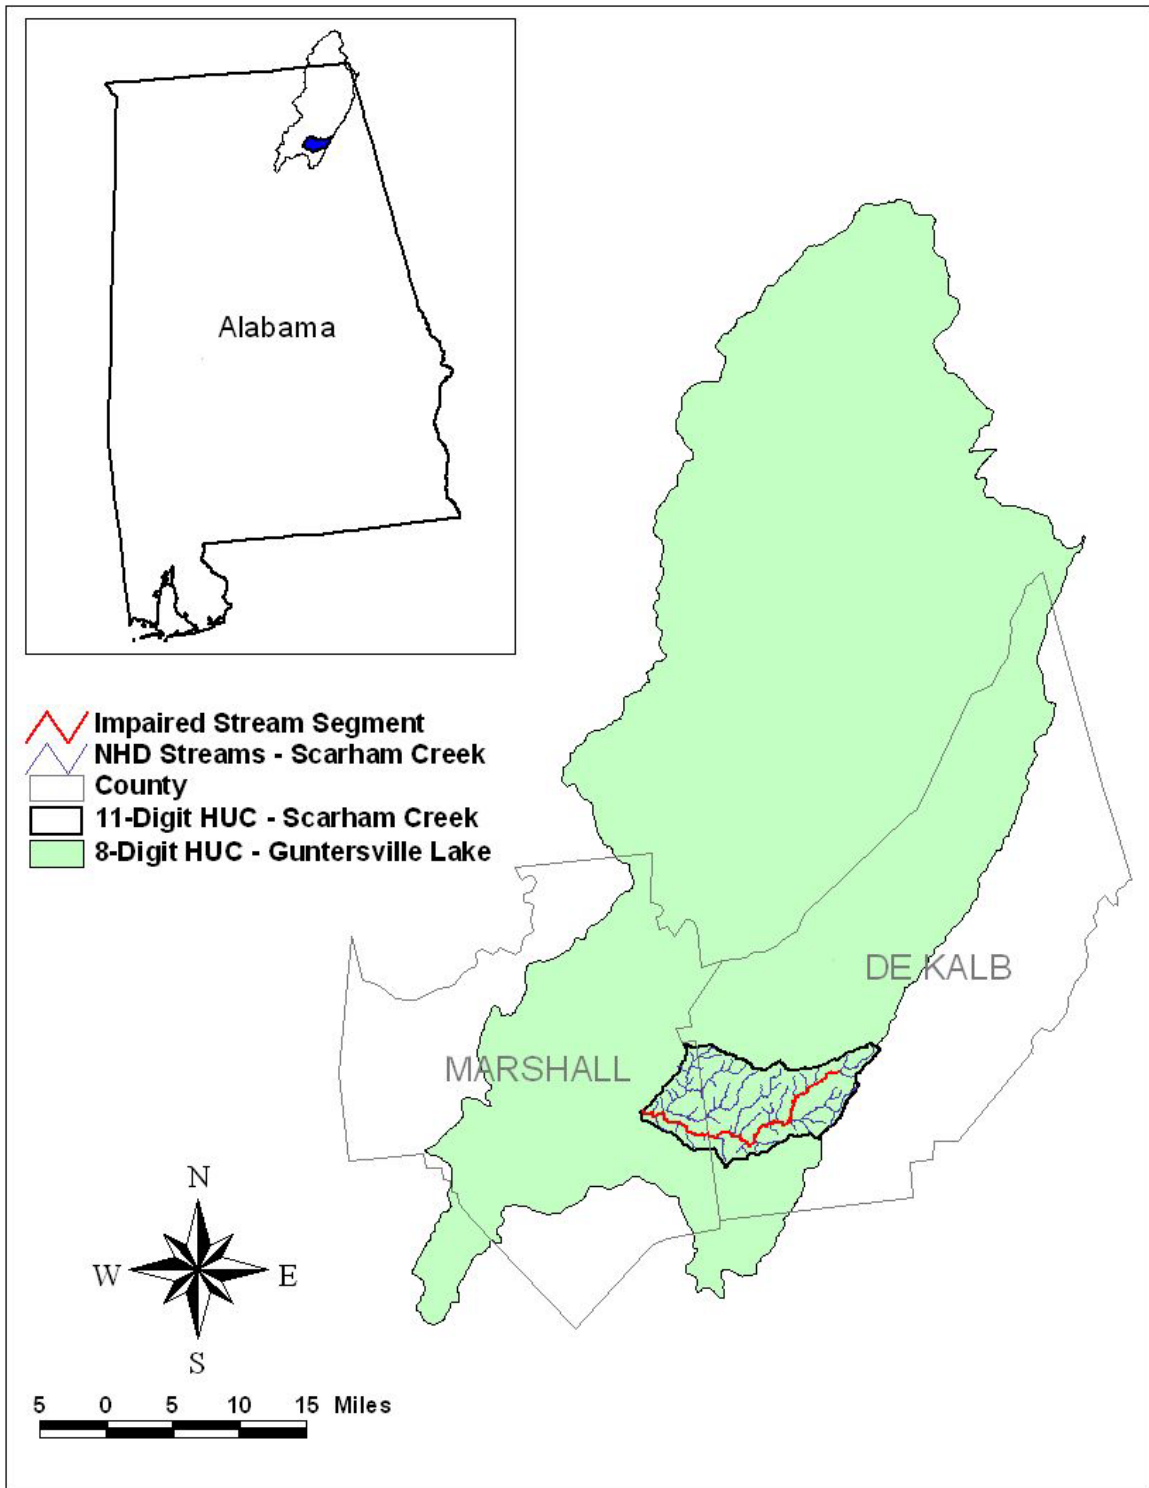 Alabama
Impaired Stream Segment
NHD Streams - Scarham Creek
County
11-Digit HUC - Scarham Creek
8-Digit HUC - Guntersville Lake
DE KALB
MARSHALL
N
W E
S
5 0 5 10 15 Miles